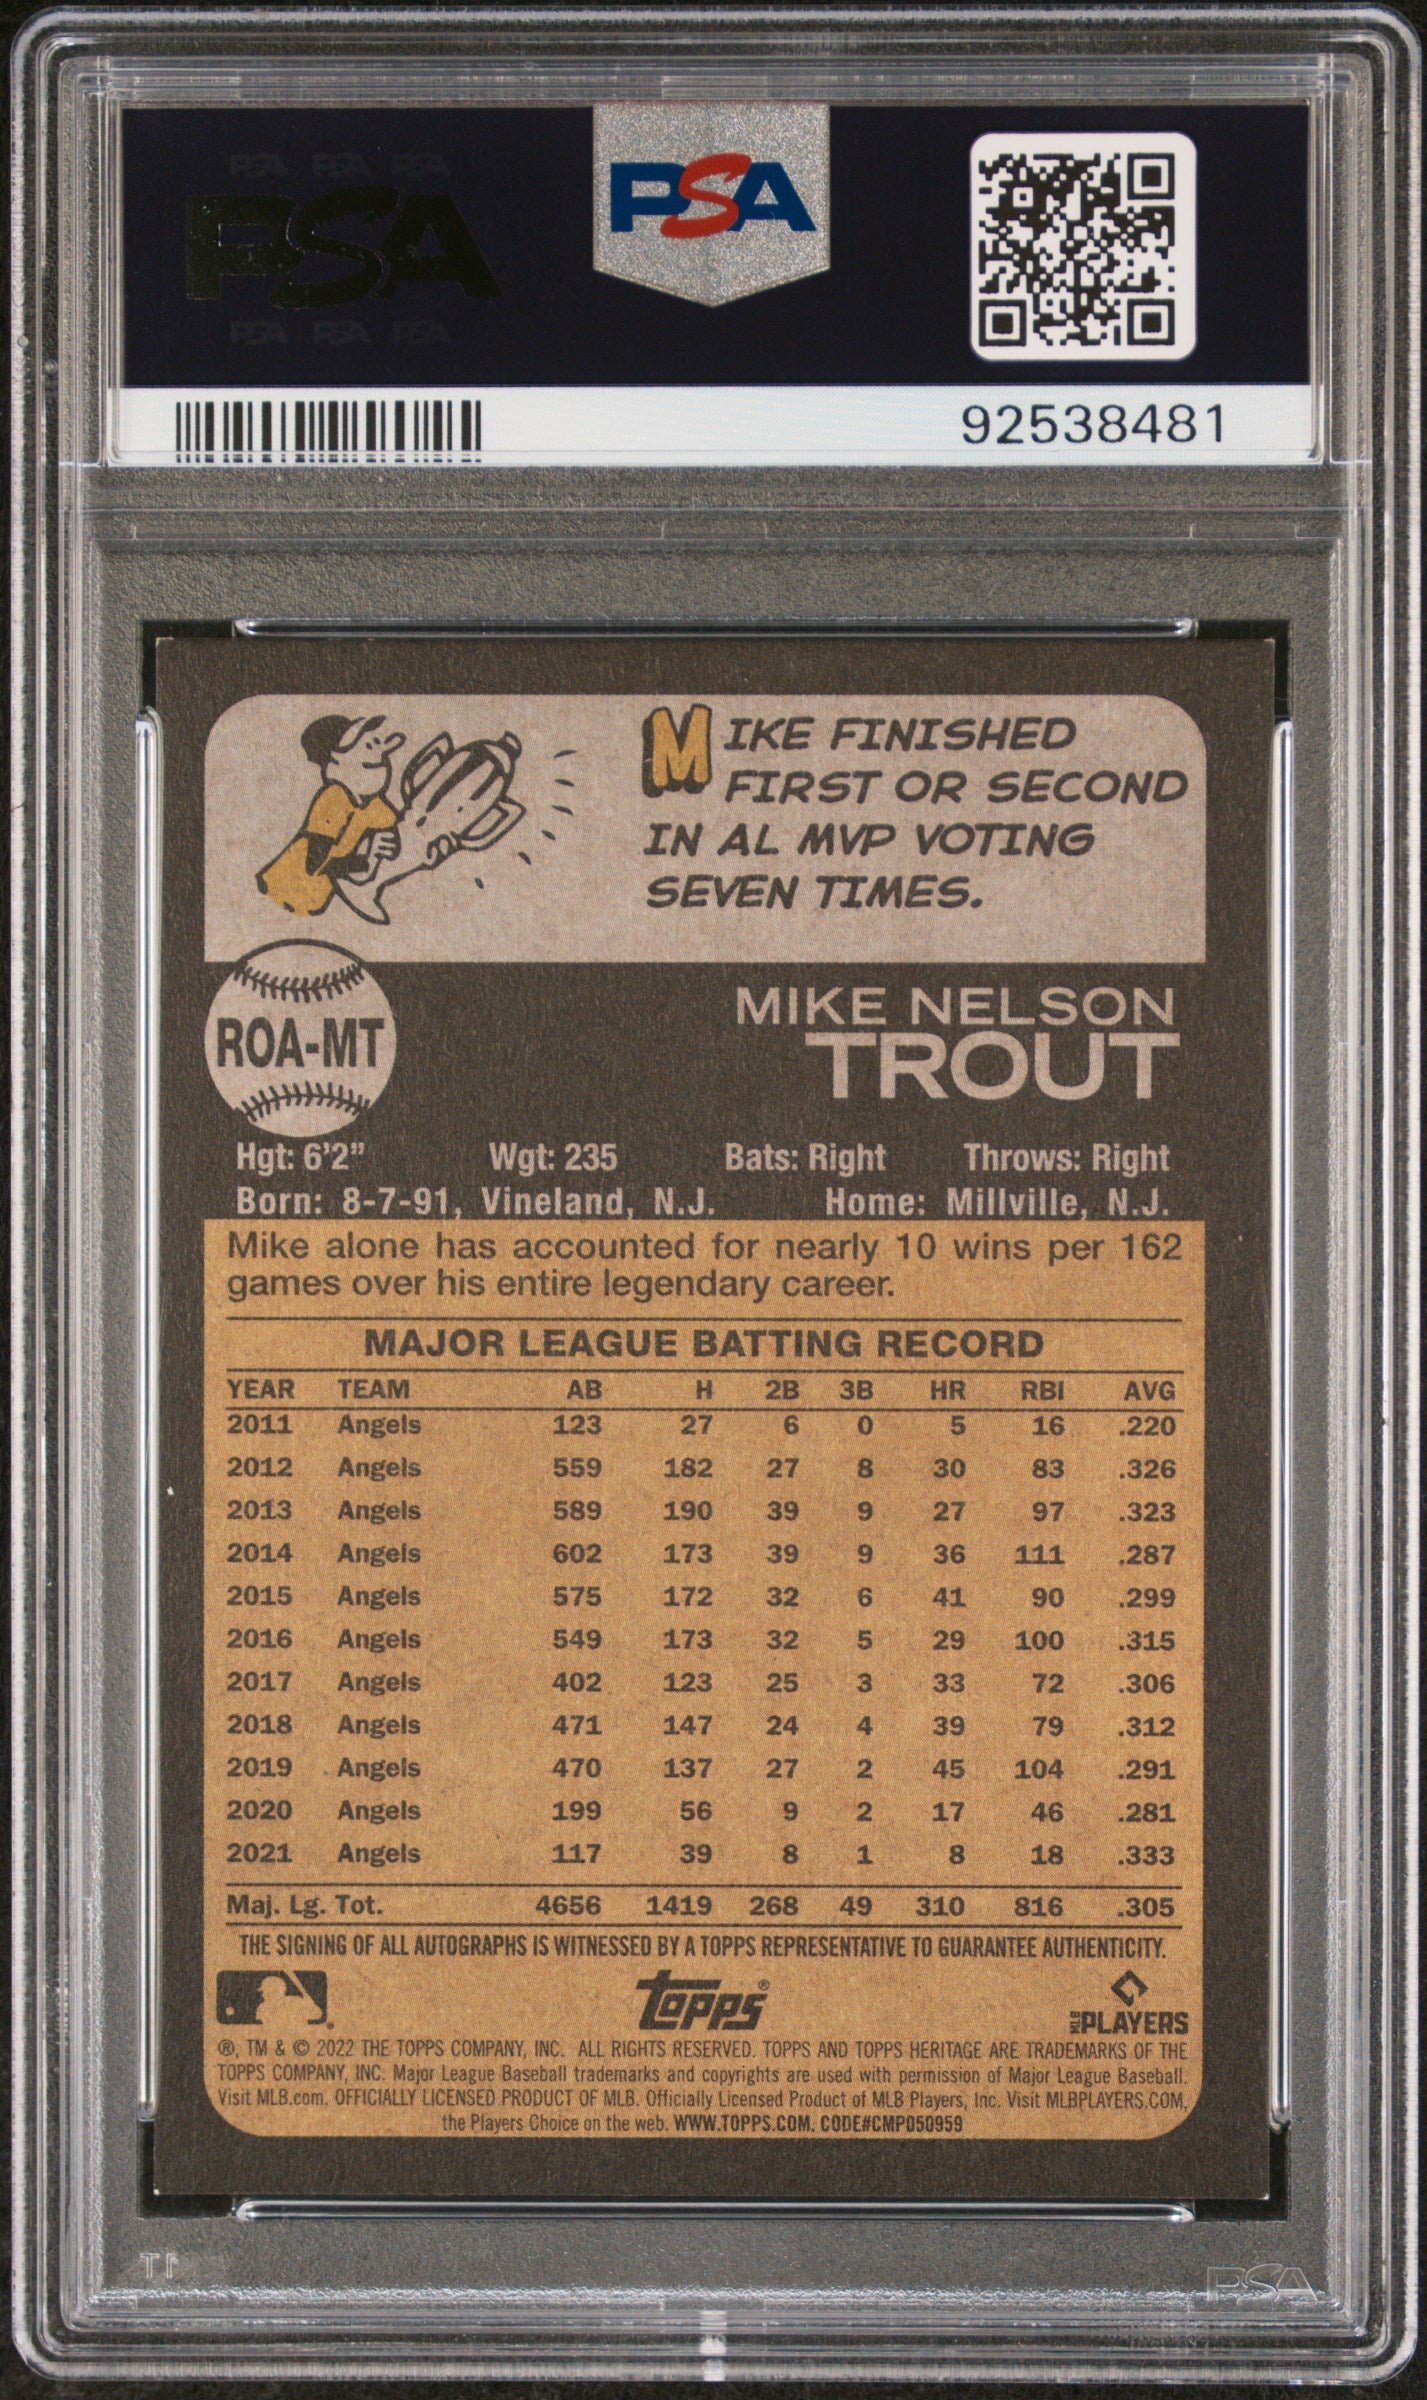 PSA PSA PSA
PSA
PSA PSA PSA
PSA
92538481
MIKE FINISHED
FIRST OR SECOND
IN AL MVP VOTING
SEVEN TIMES.
ROA-MT
MIKE NELSON
TROUT
Hgt: 6'2" Wgt: 235 Bats: Right Throws: Right
Born: 8-7-91, Vineland, N.J. Home: Millville, N.J.
Mike alone has accounted for nearly 10 wins per 162
games over his entire legendary career.
MAJOR LEAGUE BATTING RECORD
YEAR TEAM AB H 2B 3B HR RBI AVG
2011 Angels 123 27 6 0 5 16 .220
2012 Angels 559 182 27 8 30 83 .326
2013 Angels 589 190 39 9 27 97 .323
2014 Angels 602 173 39 9 36 111 .287
2015 Angels 575 172 32 6 41 90 .299
2016 Angels 549 173 32 5 29 100 .315
2017 Angels 402 123 25 3 33 72 .306
2018 Angels 471 147 24 4 39 79 .312
2019 Angels 470 137 27 2 45 104 .291
2020 Angels 199 56 9 2 17 46 .281
2021 Angels 117 39 8 1 8 18 .333
Maj. Lg. Tot. 4656 1419 268 49 310 816 .305
THE SIGNING OF ALL AUTOGRAPHS IS WITNESSED BY A TOPPS REPRESENTATIVE TO GUARANTEE AUTHENTICITY.
Topps®
MLB PLAYERS
®, TM & © 2022 THE TOPPS COMPANY, INC. ALL RIGHTS RESERVED. TOPPS AND TOPPS HERITAGE ARE TRADEMARKS OF THE
TOPPS COMPANY, INC. Major League Baseball trademarks and copyrights are used with permission of Major League Baseball.
Visit MLB.com. OFFICIALLY LICENSED PRODUCT OF MLB. Officially Licensed Product of MLB Players, Inc. Visit MLBPLAYERS.COM,
the Players Choice on the web. WWW.TOPPS.COM. CODE#CMP050959
PSA